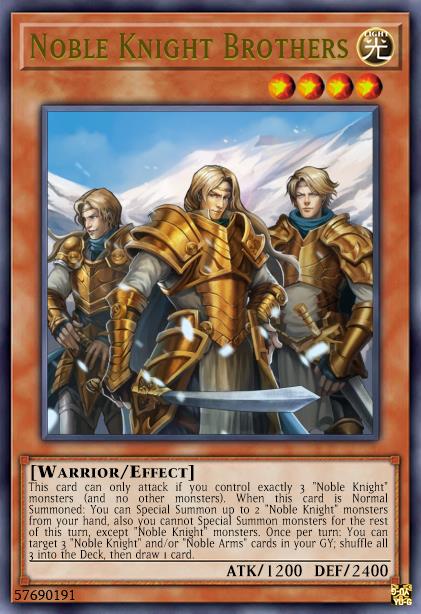 NOBLE KNIGHT BROTHERS
LIGHT
光
[WARRIOR/EFFECT]
This card can only attack if you control exactly 3 "Noble Knight"
monsters (and no other monsters). When this card is Normal
Summoned: You can Special Summon up to 2 "Noble Knight" monsters
from your hand, also you cannot Special Summon monsters for the rest
of this turn, except "Noble Knight" monsters. Once per turn: You can
target 3 "Noble Knight" and/or "Noble Arms" cards in your GY; shuffle all
3 into the Deck, then draw 1 card.
ATK/1200 DEF/2400
57690191